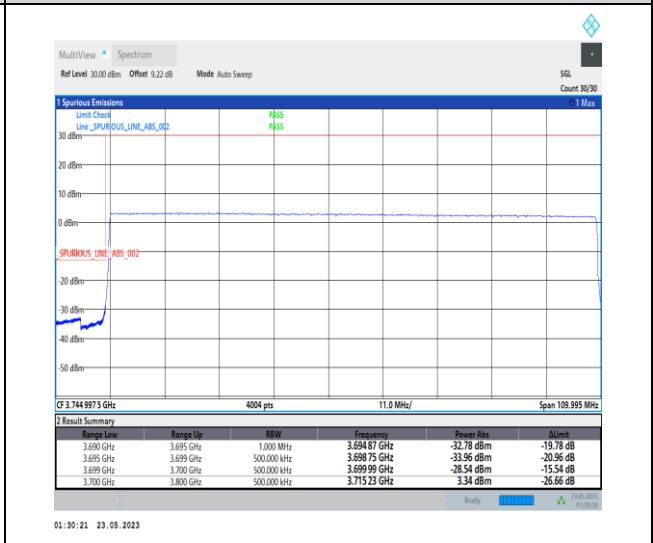 MultiView Spectrum
Ref Level 30.00 dBm Offset 9.22 dB Mode Auto Sweep SGL
Count 30/30
1 Spurious Emissions 1 Max
Limit Check PASS
Line _SPURIOUS_LINE_ABS_002 PASS
30 dBm
20 dBm
10 dBm
0 dBm
_SPURIOUS_LINE_ABS_002
-20 dBm
-30 dBm
-40 dBm
-50 dBm
CF 3.744 997 5 GHz 4004 pts 11.0 MHz/ Span 109.995 MHz
2 Result Summary
Range Low Range Up RBW Frequency Power Abs ΔLimit
3.690 GHz 3.695 GHz 1.000 MHz 3.694 87 GHz -32.78 dBm -19.78 dB
3.695 GHz 3.699 GHz 500.000 kHz 3.698 75 GHz -33.96 dBm -20.96 dB
3.699 GHz 3.700 GHz 500.000 kHz 3.699 99 GHz -28.54 dBm -15.54 dB
3.700 GHz 3.800 GHz 500.000 kHz 3.715 23 GHz 3.34 dBm -26.66 dB
Ready 23.05.2023
01:30:20
01:30:21 23.05.2023